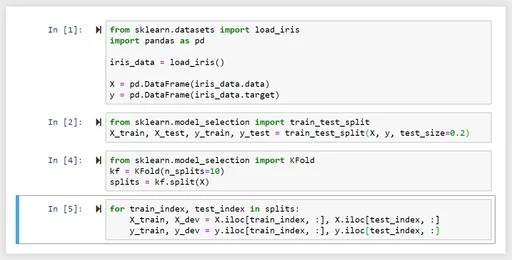 In [1]:
from sklearn.datasets import load_iris
import pandas as pd
iris_data = load_iris()
X = pd.DataFrame(iris_data.data)
y = pd.DataFrame(iris_data.target)
In [2]:
from sklearn.model_selection import train_test_split
X_train, X_test, y_train, y_test = train_test_split(X, y, test_size=0.2)
In [4]:
from sklearn.model_selection import KFold
kf = KFold(n_splits=10)
splits = kf.split(X)
In [5]:
for train_index, test_index in splits:
    X_train, X_dev = X.iloc[train_index, :], X.iloc[test_index, :]
    y_train, y_dev = y.iloc[train_index, :], y.iloc[test_index, :]